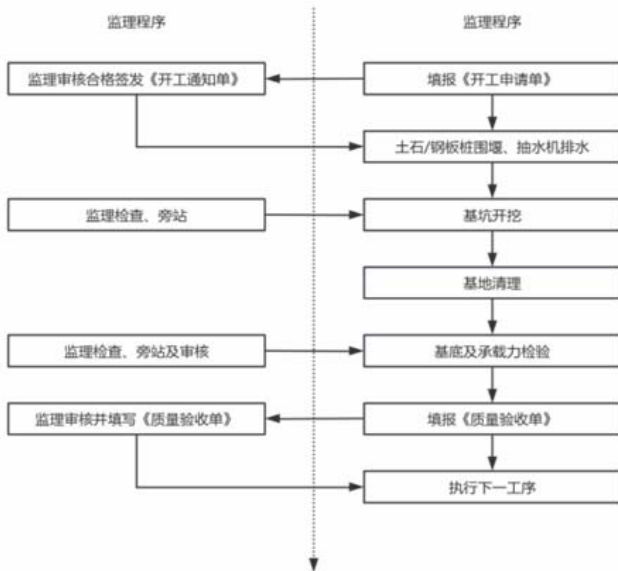 监理程序
监理程序
监理审核合格签发《开工通知单》
填报《开工申请单》
土石/钢板桩围堰、抽水机排水
监理检查、旁站
基坑开挖
基地清理
监理检查、旁站及审核
基底及承载力检验
监理审核并填写《质量验收单》
填报《质量验收单》
执行下一工序